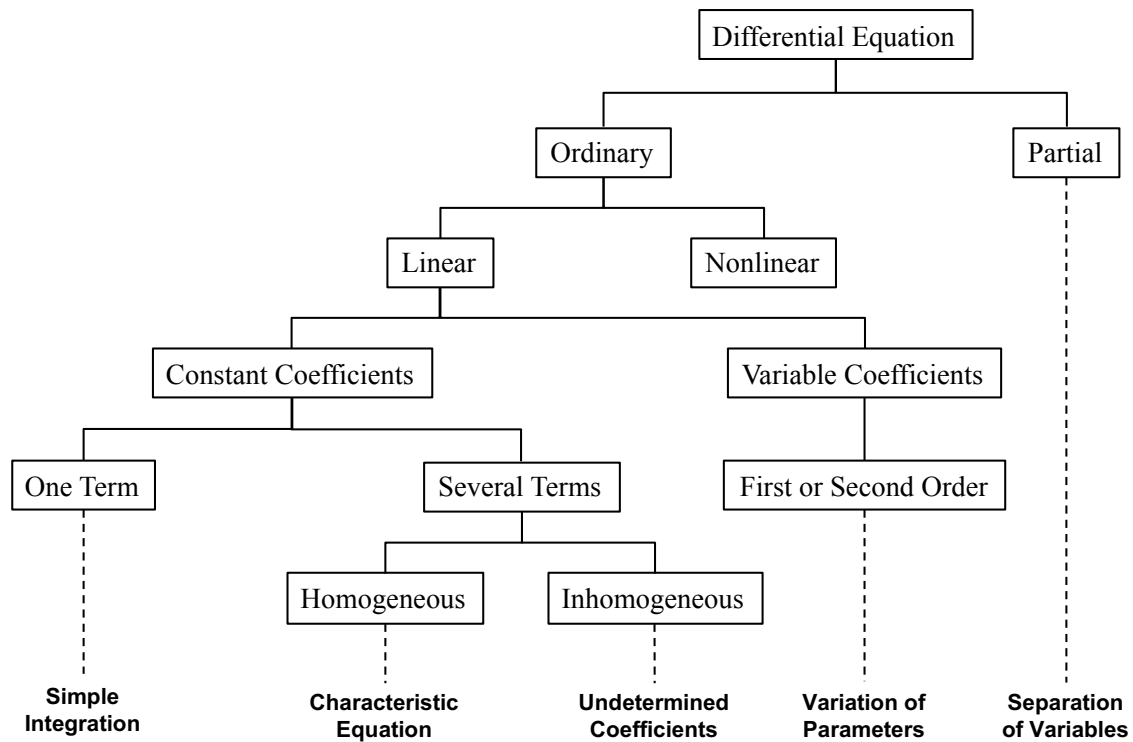 Differential Equation
Ordinary
Partial
Linear
Nonlinear
Constant Coefficients
Variable Coefficients
One Term
Several Terms
First or Second Order
Homogeneous
Inhomogeneous
Simple
Integration
Characteristic
Equation
Undetermined
Coefficients
Variation of
Parameters
Separation
of Variables